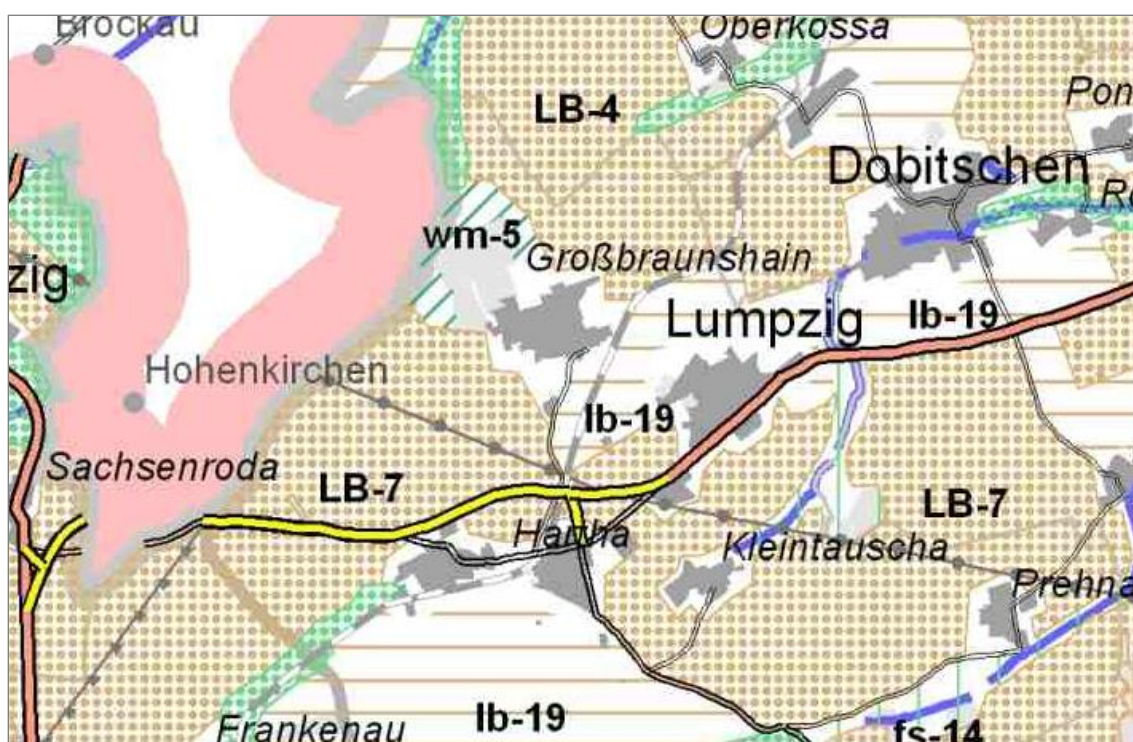 Brockau
Oberkossa
LB-4
Pon
Dobitschen
Ro
wm-5
Großbraunshain
zig
Lumpzig
lb-19
Hohenkirchen
lb-19
Sachsenroda
LB-7
LB-7
Hartha
Kleintauscha
Prehna
Frankenau
lb-19
fs-14